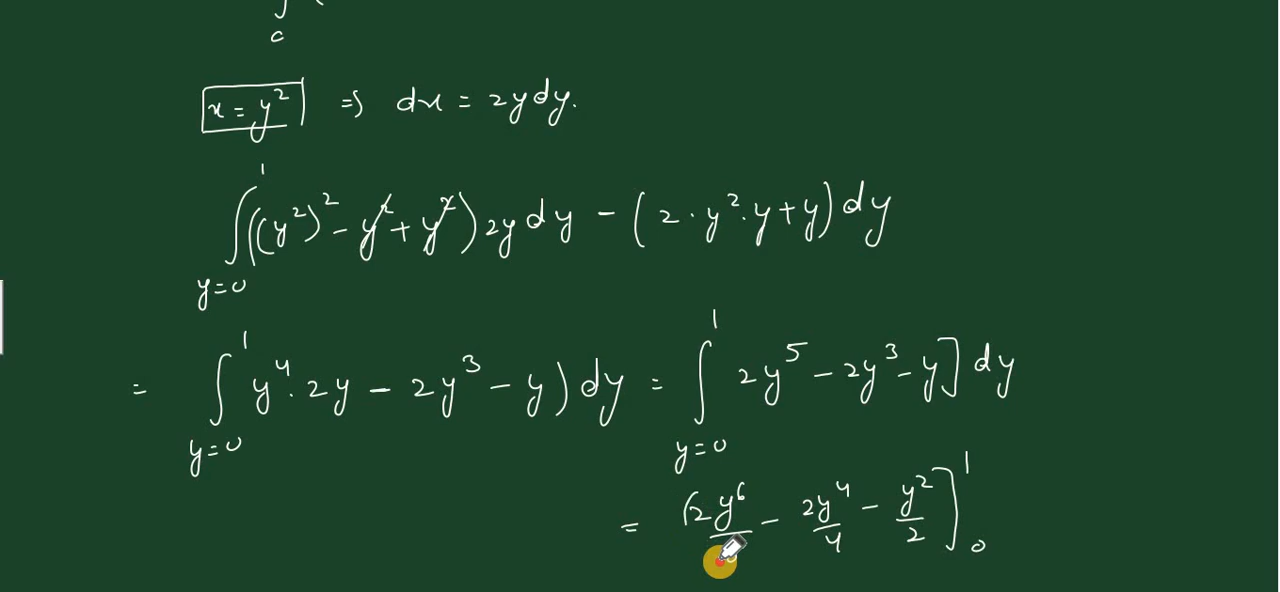 ∫
c
x = y² ⇒ dx = 2y dy.
∫_{y=0}^{1} ((y²)² - y² + y²) 2y dy - (2 · y² · y + y) dy
= ∫_{y=0}^{1} y⁴ · 2y - 2y³ - y) dy = ∫_{y=0}^{1} 2y⁵ - 2y³ - y] dy
= [2y⁶/ - 2y⁴/4 - y²/2]₀¹